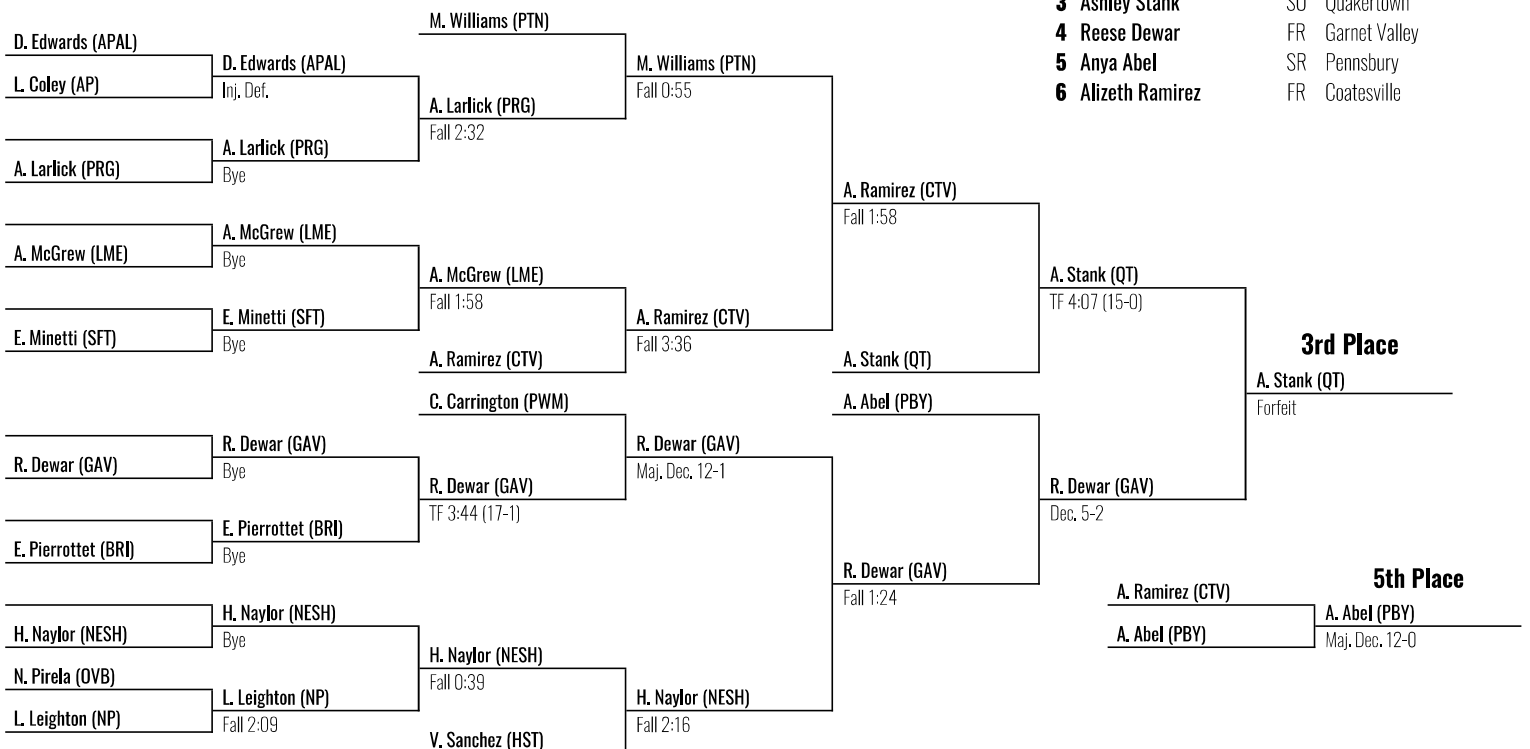 3 Ashley Stank SO Quakertown
4 Reese Dewar FR Garnet Valley
5 Anya Abel SR Pennsbury
6 Alizeth Ramirez FR Coatesville
D. Edwards (APAL)
L. Coley (AP)
A. Larlick (PRG)
A. McGrew (LME)
E. Minetti (SFT)
R. Dewar (GAV)
E. Pierrottet (BRI)
H. Naylor (NESH)
N. Pirela (OVB)
L. Leighton (NP)
D. Edwards (APAL)
Inj. Def.
A. Larlick (PRG)
Bye
A. McGrew (LME)
Bye
E. Minetti (SFT)
Bye
R. Dewar (GAV)
Bye
E. Pierrottet (BRI)
Bye
H. Naylor (NESH)
Bye
L. Leighton (NP)
Fall 2:09
M. Williams (PTN)
A. Larlick (PRG)
Fall 2:32
A. McGrew (LME)
Fall 1:58
A. Ramirez (CTV)
C. Carrington (PWM)
R. Dewar (GAV)
TF 3:44 (17-1)
H. Naylor (NESH)
Fall 0:39
V. Sanchez (HST)
M. Williams (PTN)
Fall 0:55
A. Ramirez (CTV)
Fall 3:36
R. Dewar (GAV)
Maj. Dec. 12-1
H. Naylor (NESH)
Fall 2:16
A. Ramirez (CTV)
Fall 1:58
A. Stank (QT)
A. Abel (PBY)
R. Dewar (GAV)
Fall 1:24
A. Stank (QT)
TF 4:07 (15-0)
R. Dewar (GAV)
Dec. 5-2
3rd Place
A. Stank (QT)
Forfeit
5th Place
A. Ramirez (CTV)
A. Abel (PBY)
A. Abel (PBY)
Maj. Dec. 12-0